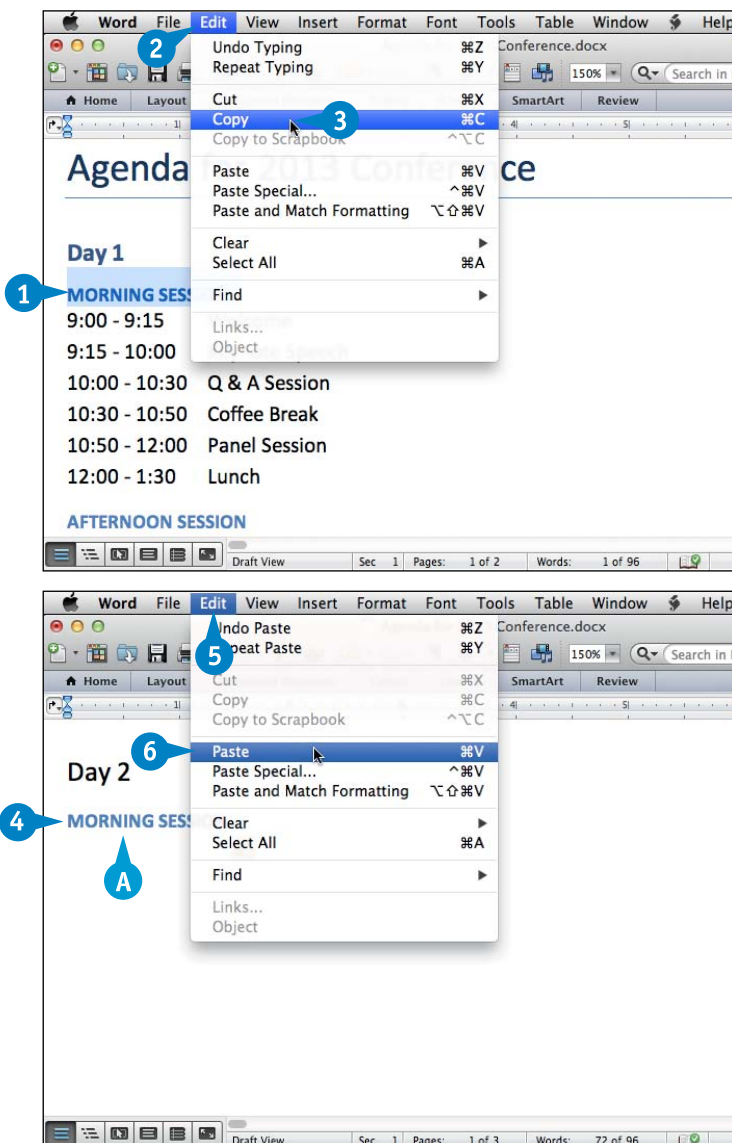 Word File Edit View Insert Format Font Tools Table Window Help
2
Undo Typing ⌘Z Conference.docx
Repeat Typing ⌘Y 150% Search in
Home Layout Cut ⌘X SmartArt Review
Copy ⌘C
3
Copy to Scrapbook ^⌥C
Agenda for 2013 Conference
Paste ⌘V
Paste Special... ^⌘V
Paste and Match Formatting ⌥⇧⌘V
Day 1
Clear
Select All ⌘A
1
MORNING SESS Find
9:00 - 9:15
Links...
9:15 - 10:00 Object Speech
10:00 - 10:30 Q & A Session
10:30 - 10:50 Coffee Break
10:50 - 12:00 Panel Session
12:00 - 1:30 Lunch
AFTERNOON SESSION
Draft View Sec 1 Pages: 1 of 2 Words: 1 of 96
Word File Edit View Insert Format Font Tools Table Window Help
Undo Paste ⌘Z Conference.docx
5
peat Paste ⌘Y 150% Search in
Home Layout Cut ⌘X SmartArt Review
Copy ⌘C
Copy to Scrapbook ^⌥C
6
Paste ⌘V
Day 2 Paste Special... ^⌘V
Paste and Match Formatting ⌥⇧⌘V
4
MORNING SESS Clear
Select All ⌘A
A
Find
Links...
Object
Draft View Sec 1 Pages: 1 of 3 Words: 72 of 96